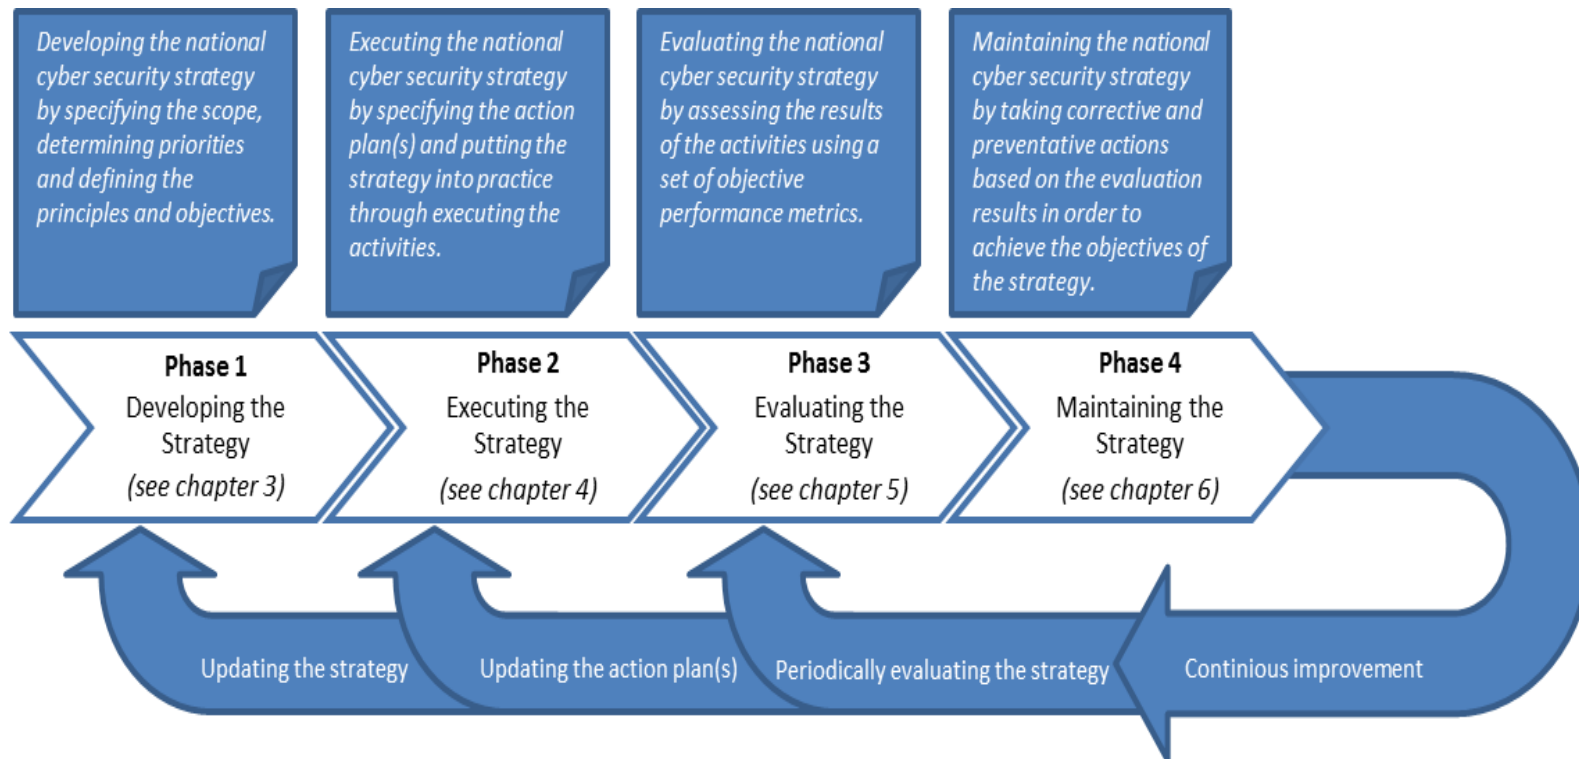 Developing the national
cyber security strategy
by specifying the scope,
determining priorities
and defining the
principles and objectives.
Executing the national
cyber security strategy
by specifying the action
plan(s) and putting the
strategy into practice
through executing the
activities.
Evaluating the national
cyber security strategy
by assessing the results
of the activities using a
set of objective
performance metrics.
Maintaining the national
cyber security strategy
by taking corrective and
preventative actions
based on the evaluation
results in order to
achieve the objectives of
the strategy.
Phase 1
Developing the
Strategy
(see chapter 3)
Phase 2
Executing the
Strategy
(see chapter 4)
Phase 3
Evaluating the
Strategy
(see chapter 5)
Phase 4
Maintaining the
Strategy
(see chapter 6)
Updating the strategy
Updating the action plan(s)
Periodically evaluating the strategy
Continious improvement